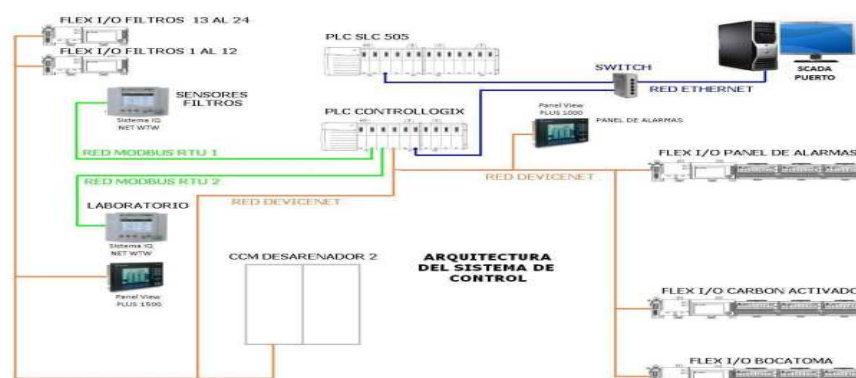 FLEX I/O FILTROS 13 AL 24
FLEX I/O FILTROS 1 AL 12
PLC SLC 505
SWITCH
SCADA
PUERTO
RED ETHERNET
SENSORES
FILTROS
Sistema IQ
NET WTW
PLC CONTROLLOGIX
Panel View
PLUS 1000
PANEL DE ALARMAS
RED MODBUS RTU 1
FLEX I/O PANEL DE ALARMAS
RED MODBUS RTU 2
RED DEVICENET
RED DEVICENET
LABORATORIO
Sistema IQ
NET WTW
CCM DESARENADOR 2
ARQUITECTURA
DEL SISTEMA DE
CONTROL
Panel View
PLUS 1500
FLEX I/O CARBON ACTIVADO
FLEX I/O BOCATOMA